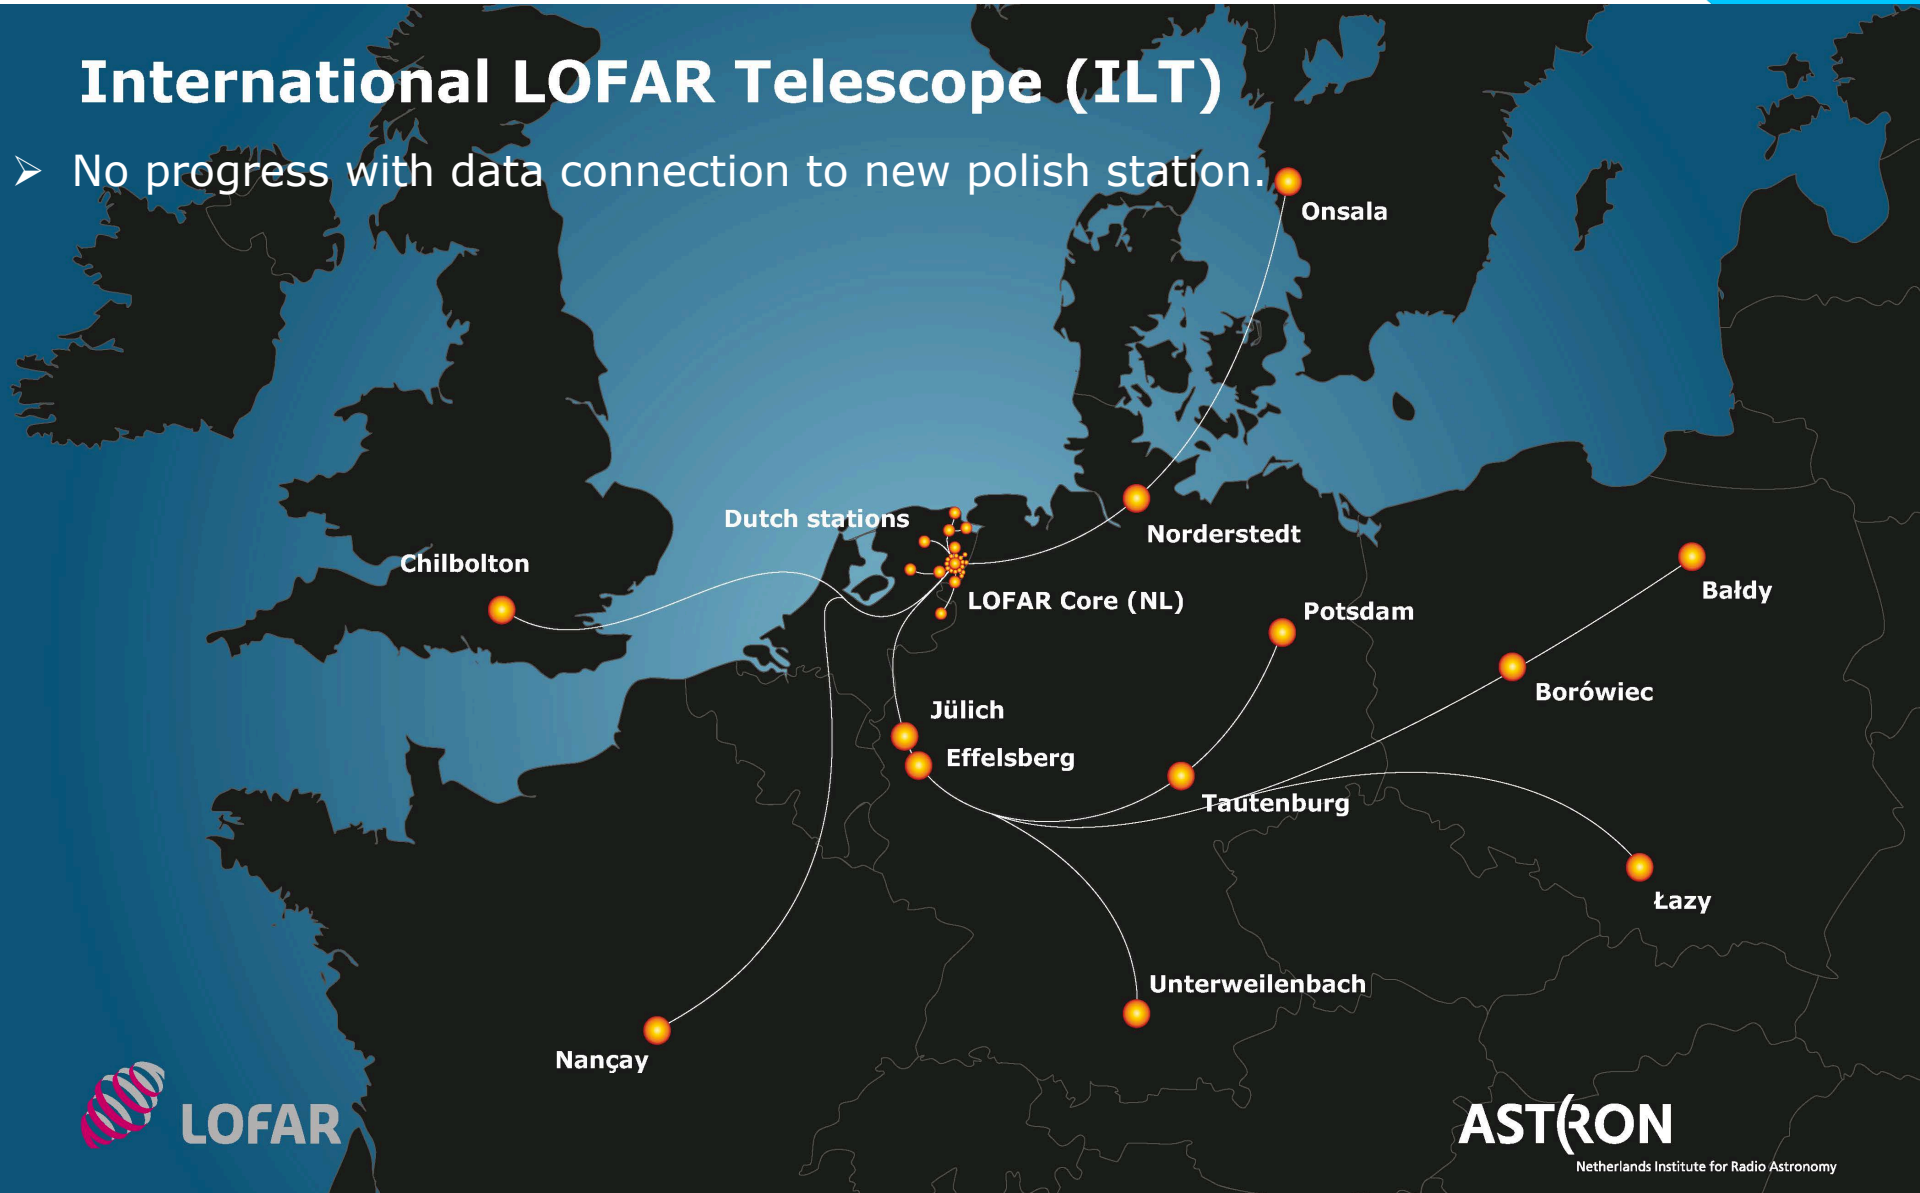 International LOFAR Telescope (ILT)
➢ No progress with data connection to new polish station.
Onsala
Dutch stations
Norderstedt
Chilbolton
Bałdy
LOFAR Core (NL)
Potsdam
Borówiec
Jülich
Effelsberg
Tautenburg
Łazy
Unterweilenbach
Nançay
LOFAR
ASTRON
Netherlands Institute for Radio Astronomy